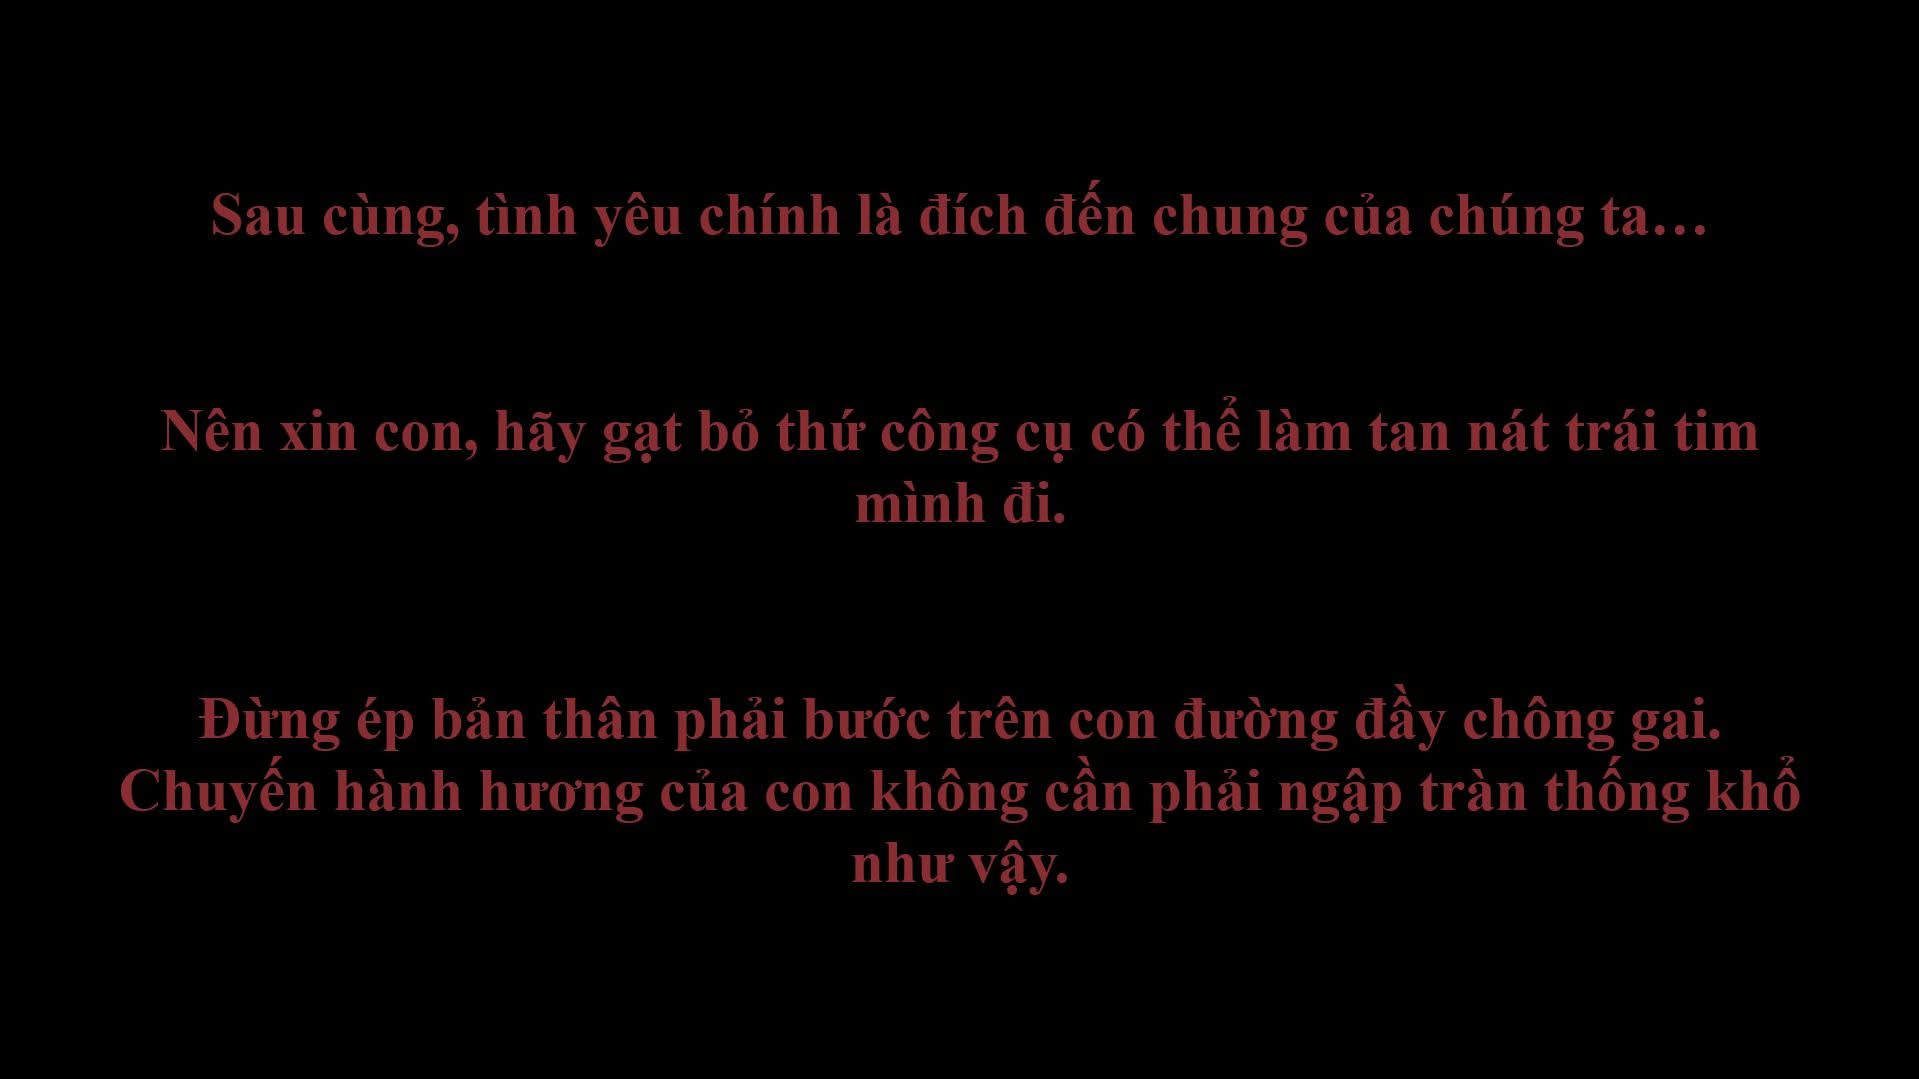 Sau cùng, tình yêu chính là đích đến chung của chúng ta…
Nên xin con, hãy gạt bỏ thứ công cụ có thể làm tan nát trái tim
mình đi.
Đừng ép bản thân phải bước trên con đường đầy chông gai.
Chuyến hành hương của con không cần phải ngập tràn thống khổ
như vậy.